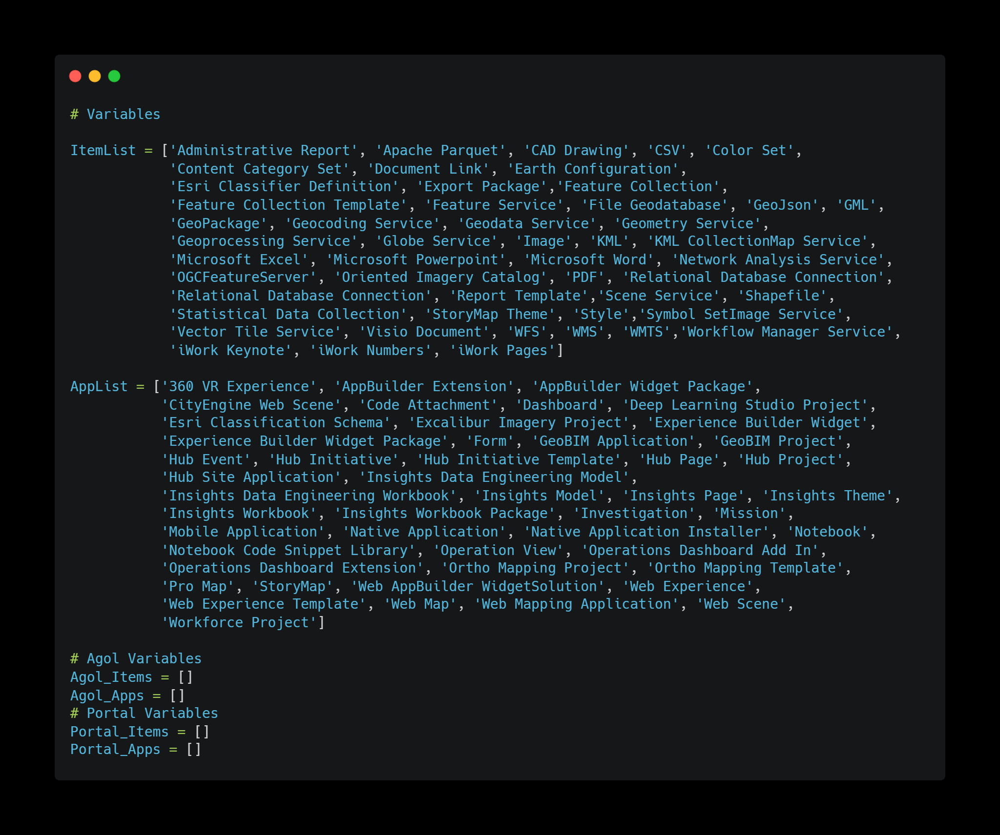 # Variables
ItemList = ['Administrative Report', 'Apache Parquet', 'CAD Drawing', 'CSV', 'Color Set',
'Content Category Set', 'Document Link', 'Earth Configuration',
'Esri Classifier Definition', 'Export Package','Feature Collection',
'Feature Collection Template', 'Feature Service', 'File Geodatabase', 'GeoJson', 'GML',
'GeoPackage', 'Geocoding Service', 'Geodata Service', 'Geometry Service',
'Geoprocessing Service', 'Globe Service', 'Image', 'KML', 'KML CollectionMap Service',
'Microsoft Excel', 'Microsoft Powerpoint', 'Microsoft Word', 'Network Analysis Service',
'OGCFeatureServer', 'Oriented Imagery Catalog', 'PDF', 'Relational Database Connection',
'Relational Database Connection', 'Report Template','Scene Service', 'Shapefile',
'Statistical Data Collection', 'StoryMap Theme', 'Style','Symbol SetImage Service',
'Vector Tile Service', 'Visio Document', 'WFS', 'WMS', 'WMTS','Workflow Manager Service',
'iWork Keynote', 'iWork Numbers', 'iWork Pages']
AppList = ['360 VR Experience', 'AppBuilder Extension', 'AppBuilder Widget Package',
'CityEngine Web Scene', 'Code Attachment', 'Dashboard', 'Deep Learning Studio Project',
'Esri Classification Schema', 'Excalibur Imagery Project', 'Experience Builder Widget',
'Experience Builder Widget Package', 'Form', 'GeoBIM Application', 'GeoBIM Project',
'Hub Event', 'Hub Initiative', 'Hub Initiative Template', 'Hub Page', 'Hub Project',
'Hub Site Application', 'Insights Data Engineering Model',
'Insights Data Engineering Workbook', 'Insights Model', 'Insights Page', 'Insights Theme',
'Insights Workbook', 'Insights Workbook Package', 'Investigation', 'Mission',
'Mobile Application', 'Native Application', 'Native Application Installer', 'Notebook',
'Notebook Code Snippet Library', 'Operation View', 'Operations Dashboard Add In',
'Operations Dashboard Extension', 'Ortho Mapping Project', 'Ortho Mapping Template',
'Pro Map', 'StoryMap', 'Web AppBuilder WidgetSolution', 'Web Experience',
'Web Experience Template', 'Web Map', 'Web Mapping Application', 'Web Scene',
'Workforce Project']
# Agol Variables
Agol_Items = []
Agol_Apps = []
# Portal Variables
Portal_Items = []
Portal_Apps = []